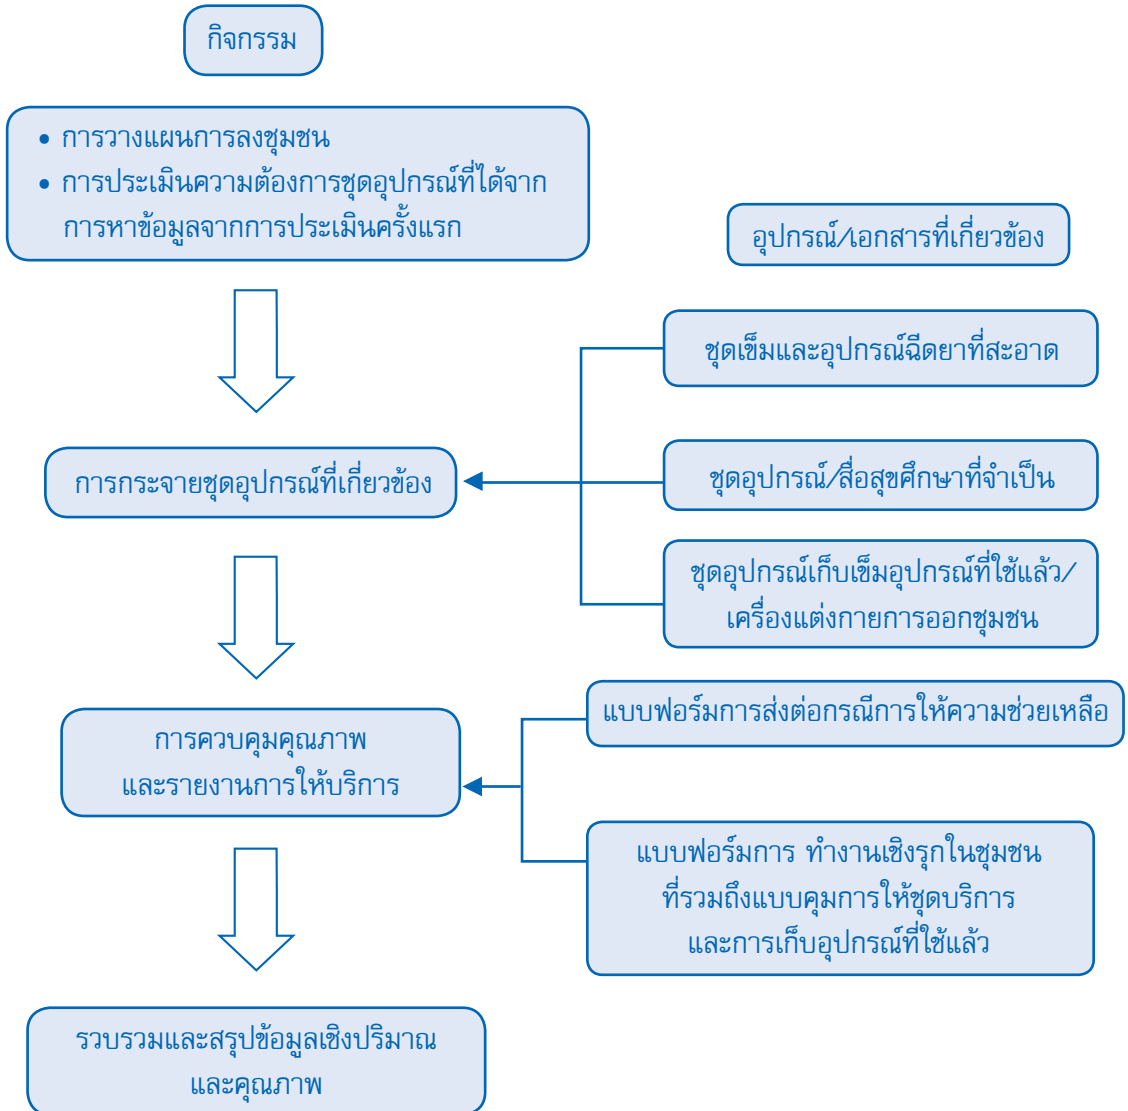 กิจกรรม
• การวางแผนการลงชุมชน
• การประเมินความต้องการชุดอุปกรณ์ที่ได้จาก
การหาข้อมูลจากการประเมินครั้งแรก
อุปกรณ์/เอกสารที่เกี่ยวข้อง
ชุดเข็มและอุปกรณ์ฉีดยาที่สะอาด
การกระจายชุดอุปกรณ์ที่เกี่ยวข้อง
ชุดอุปกรณ์/สื่อสุขศึกษาที่จำเป็น
ชุดอุปกรณ์เก็บเข็มอุปกรณ์ที่ใช้แล้ว/
เครื่องแต่งกายการออกชุมชน
แบบฟอร์มการส่งต่อกรณีการให้ความช่วยเหลือ
การควบคุมคุณภาพ
และรายงานการให้บริการ
แบบฟอร์มการ ทำงานเชิงรุกในชุมชน
ที่รวมถึงแบบคุมการให้ชุดบริการ
และการเก็บอุปกรณ์ที่ใช้แล้ว
รวบรวมและสรุปข้อมูลเชิงปริมาณ
และคุณภาพ